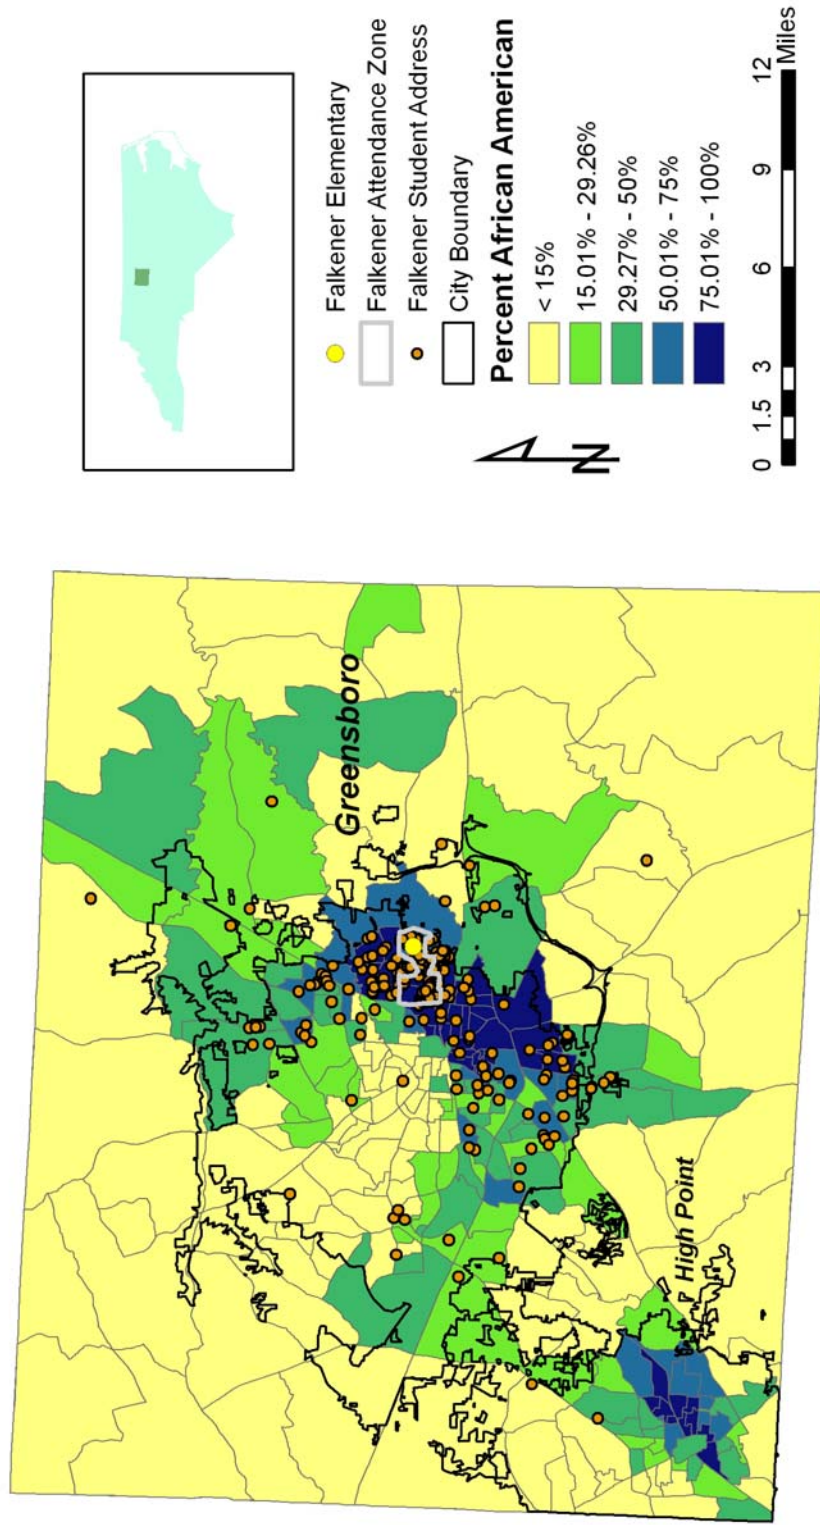 Greensboro
High Point
Falkener Elementary
Falkener Attendance Zone
Falkener Student Address
City Boundary
Percent African American
< 15%
15.01% - 29.26%
29.27% - 50%
50.01% - 75%
75.01% - 100%
N
0 1.5 3 6 9 12
Miles